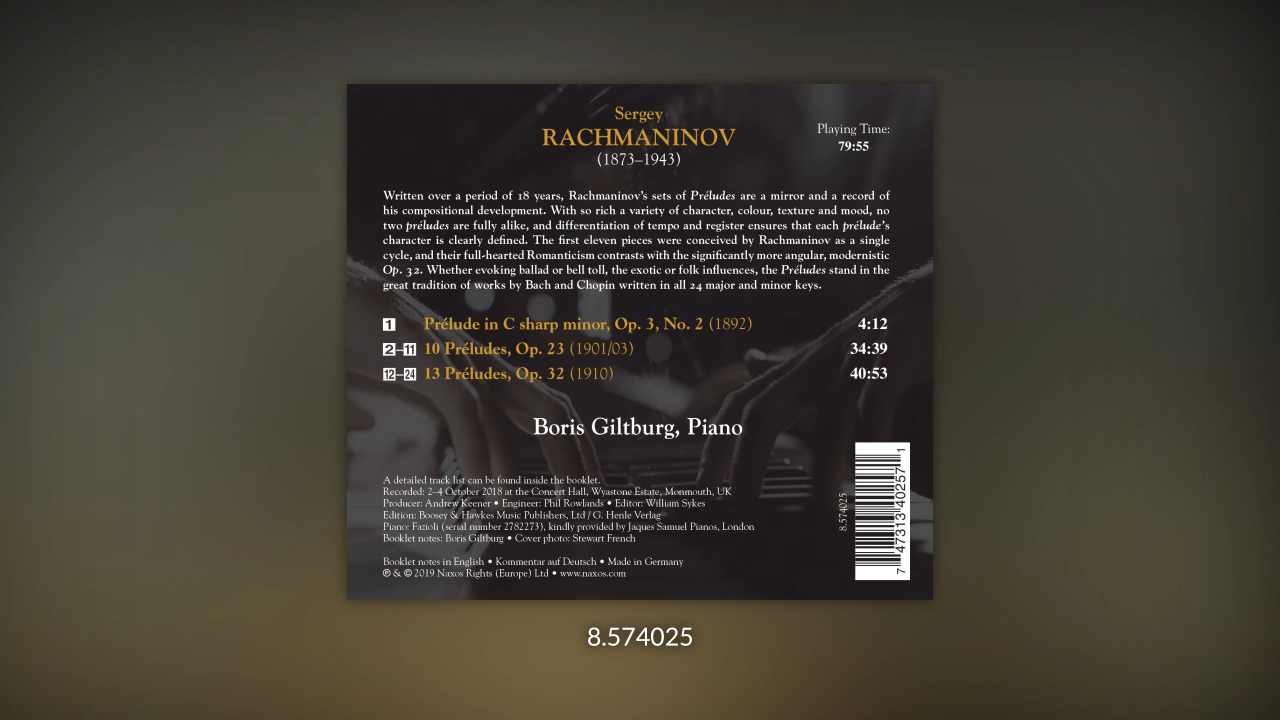 Sergey
RACHMANINOV
(1873–1943)
Playing Time:
79:55
Written over a period of 18 years, Rachmaninov's sets of Préludes are a mirror and a record of
his compositional development. With so rich a variety of character, colour, texture and mood, no
two préludes are fully alike, and differentiation of tempo and register ensures that each prélude's
character is clearly defined. The first eleven pieces were conceived by Rachmaninov as a single
cycle, and their full-hearted Romanticism contrasts with the significantly more angular, modernistic
Op. 32. Whether evoking ballad or bell toll, the exotic or folk influences, the Préludes stand in the
great tradition of works by Bach and Chopin written in all 24 major and minor keys.
1 Prélude in C sharp minor, Op. 3, No. 2 (1892) 4:12
2–11 10 Préludes, Op. 23 (1901/03) 34:39
12–24 13 Préludes, Op. 32 (1910) 40:53
Boris Giltburg, Piano
A detailed track list can be found inside the booklet.
Recorded: 2–4 October 2018 at the Concert Hall, Wyastone Estate, Monmouth, UK
Producer: Andrew Keener • Engineer: Phil Rowlands • Editor: William Sykes
Edition: Boosey & Hawkes Music Publishers, Ltd / G. Henle Verlag
Piano: Fazioli (serial number 2782273), kindly provided by Jaques Samuel Pianos, London
Booklet notes: Boris Giltburg • Cover photo: Stewart French
Booklet notes in English • Kommentar auf Deutsch • Made in Germany
℗ & © 2019 Naxos Rights (Europe) Ltd • www.naxos.com
8.574025
7 47313 40257 1
8.574025